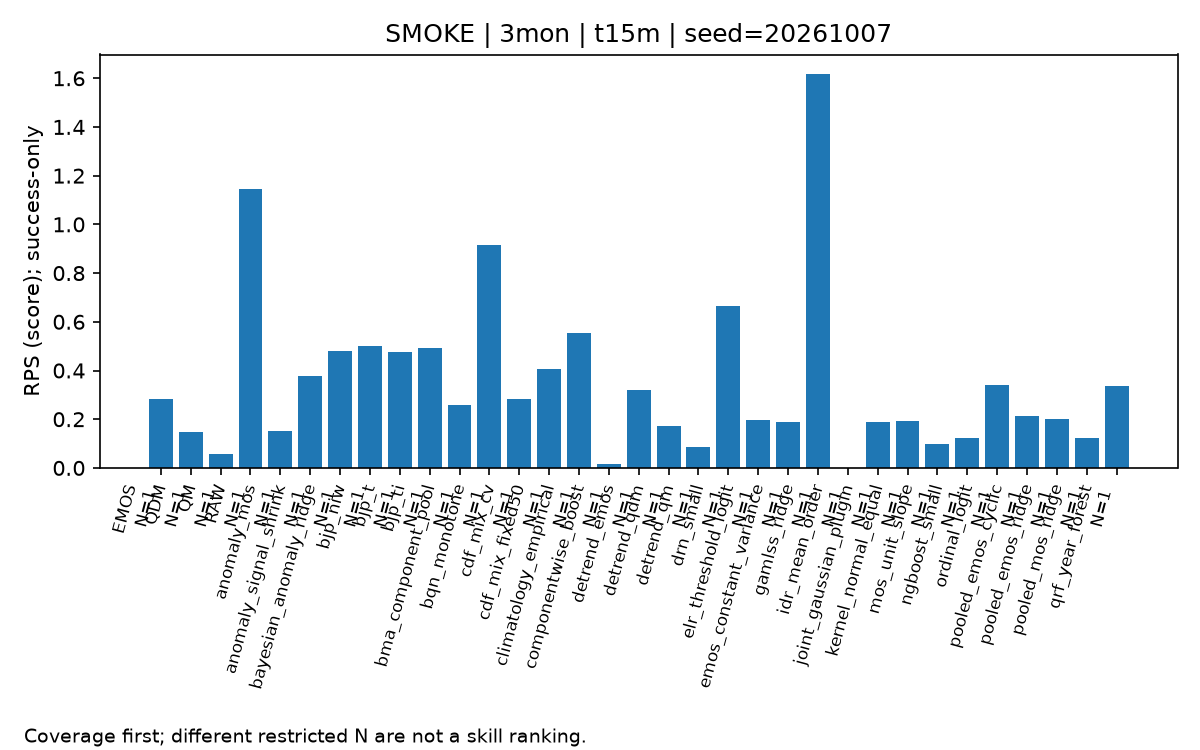 SMOKE | 3mon | t15m | seed=20261007
RPS (score); success-only
1.6
1.4
1.2
1.0
0.8
0.6
0.4
0.2
0.0
EMOS
N=1
QDM
N=1
QM
N=1
RAW
N=1
anomaly_mos
N=1
anomaly_signal_shrink
N=1
bayesian_anomaly_ridge
N=1
bjp_niw
N=1
bjp_t
N=1
bjp_ti
N=1
bma_component_pool
N=1
bqn_monotone
N=1
cdf_mix_cv
N=1
cdf_mix_fixed50
N=1
climatology_empirical
N=1
componentwise_boost
N=1
detrend_emos
N=1
detrend_qdm
N=1
detrend_qm
N=1
drn_small
N=1
elr_threshold_logit
N=1
emos_constant_variance
N=1
gamlss_ridge
N=1
idr_mean_order
N=1
joint_gaussian_plugin
N=1
kernel_normal_equal
N=1
mos_unit_slope
N=1
ngboost_small
N=1
ordinal_logit
N=1
pooled_emos_cyclic
N=1
pooled_emos_ridge
N=1
pooled_mos_ridge
N=1
qrf_year_forest
N=1
Coverage first; different restricted N are not a skill ranking.